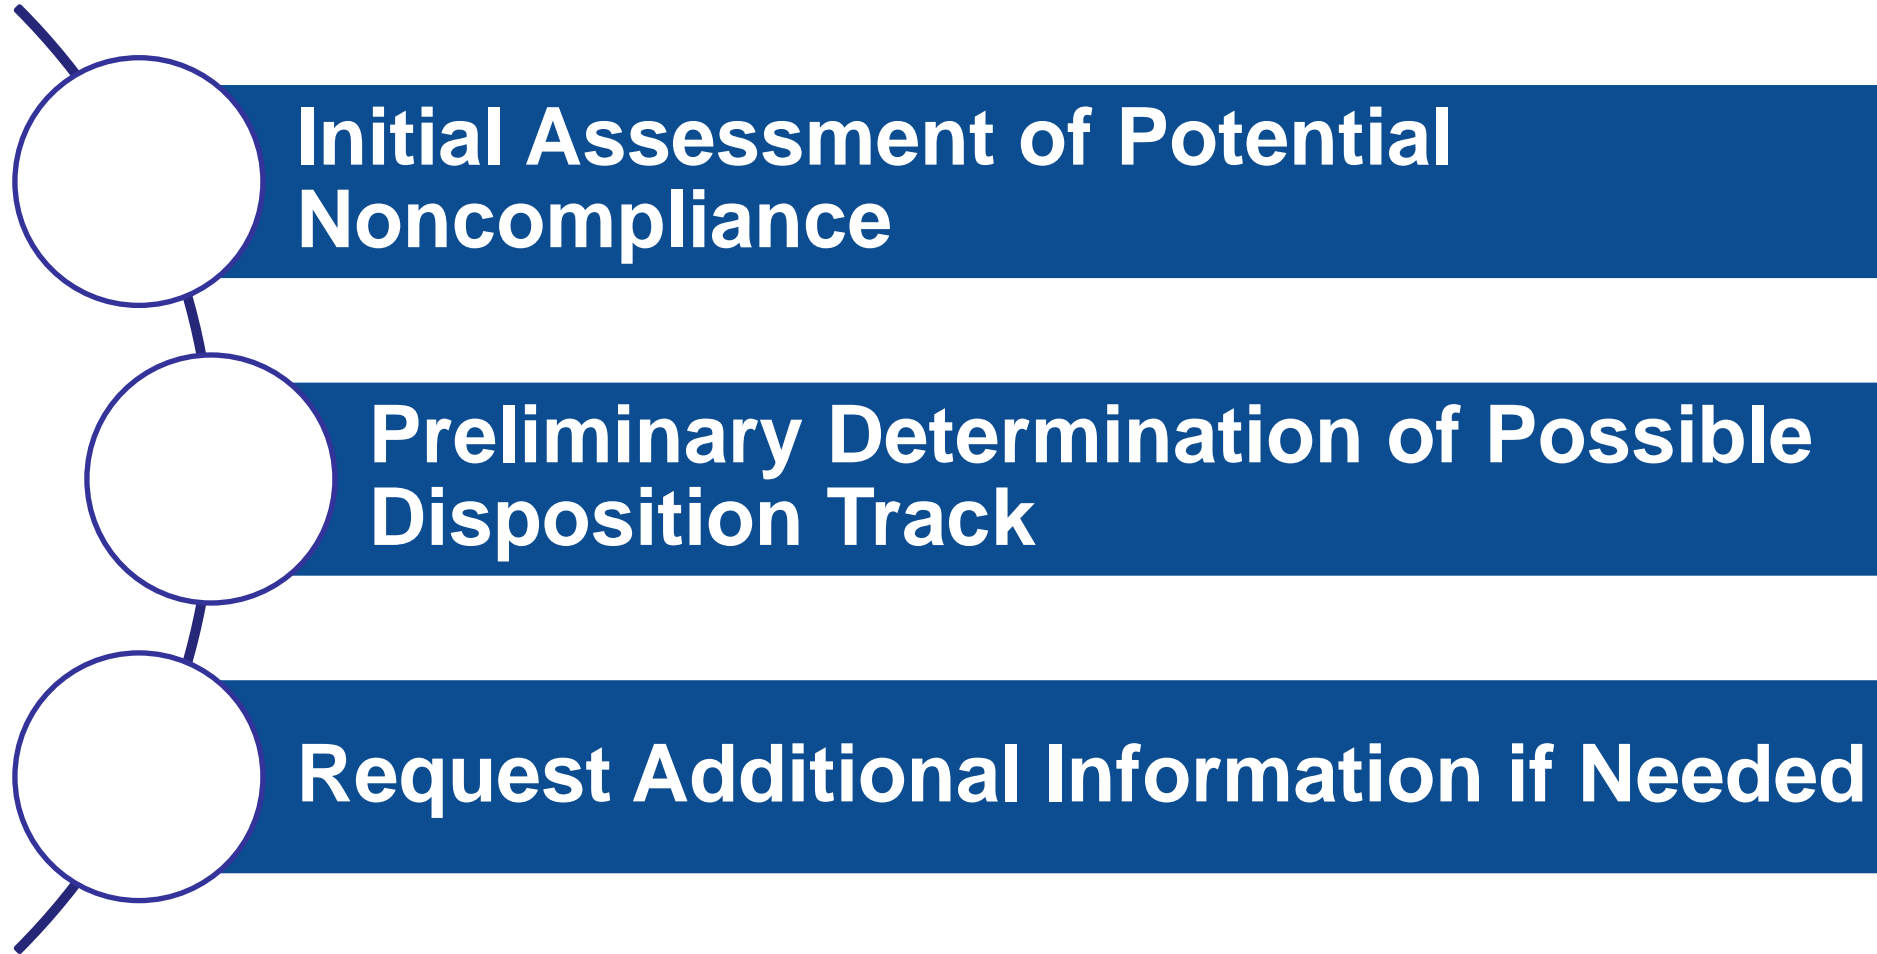 Initial Assessment of Potential
Noncompliance
Preliminary Determination of Possible
Disposition Track
Request Additional Information if Needed